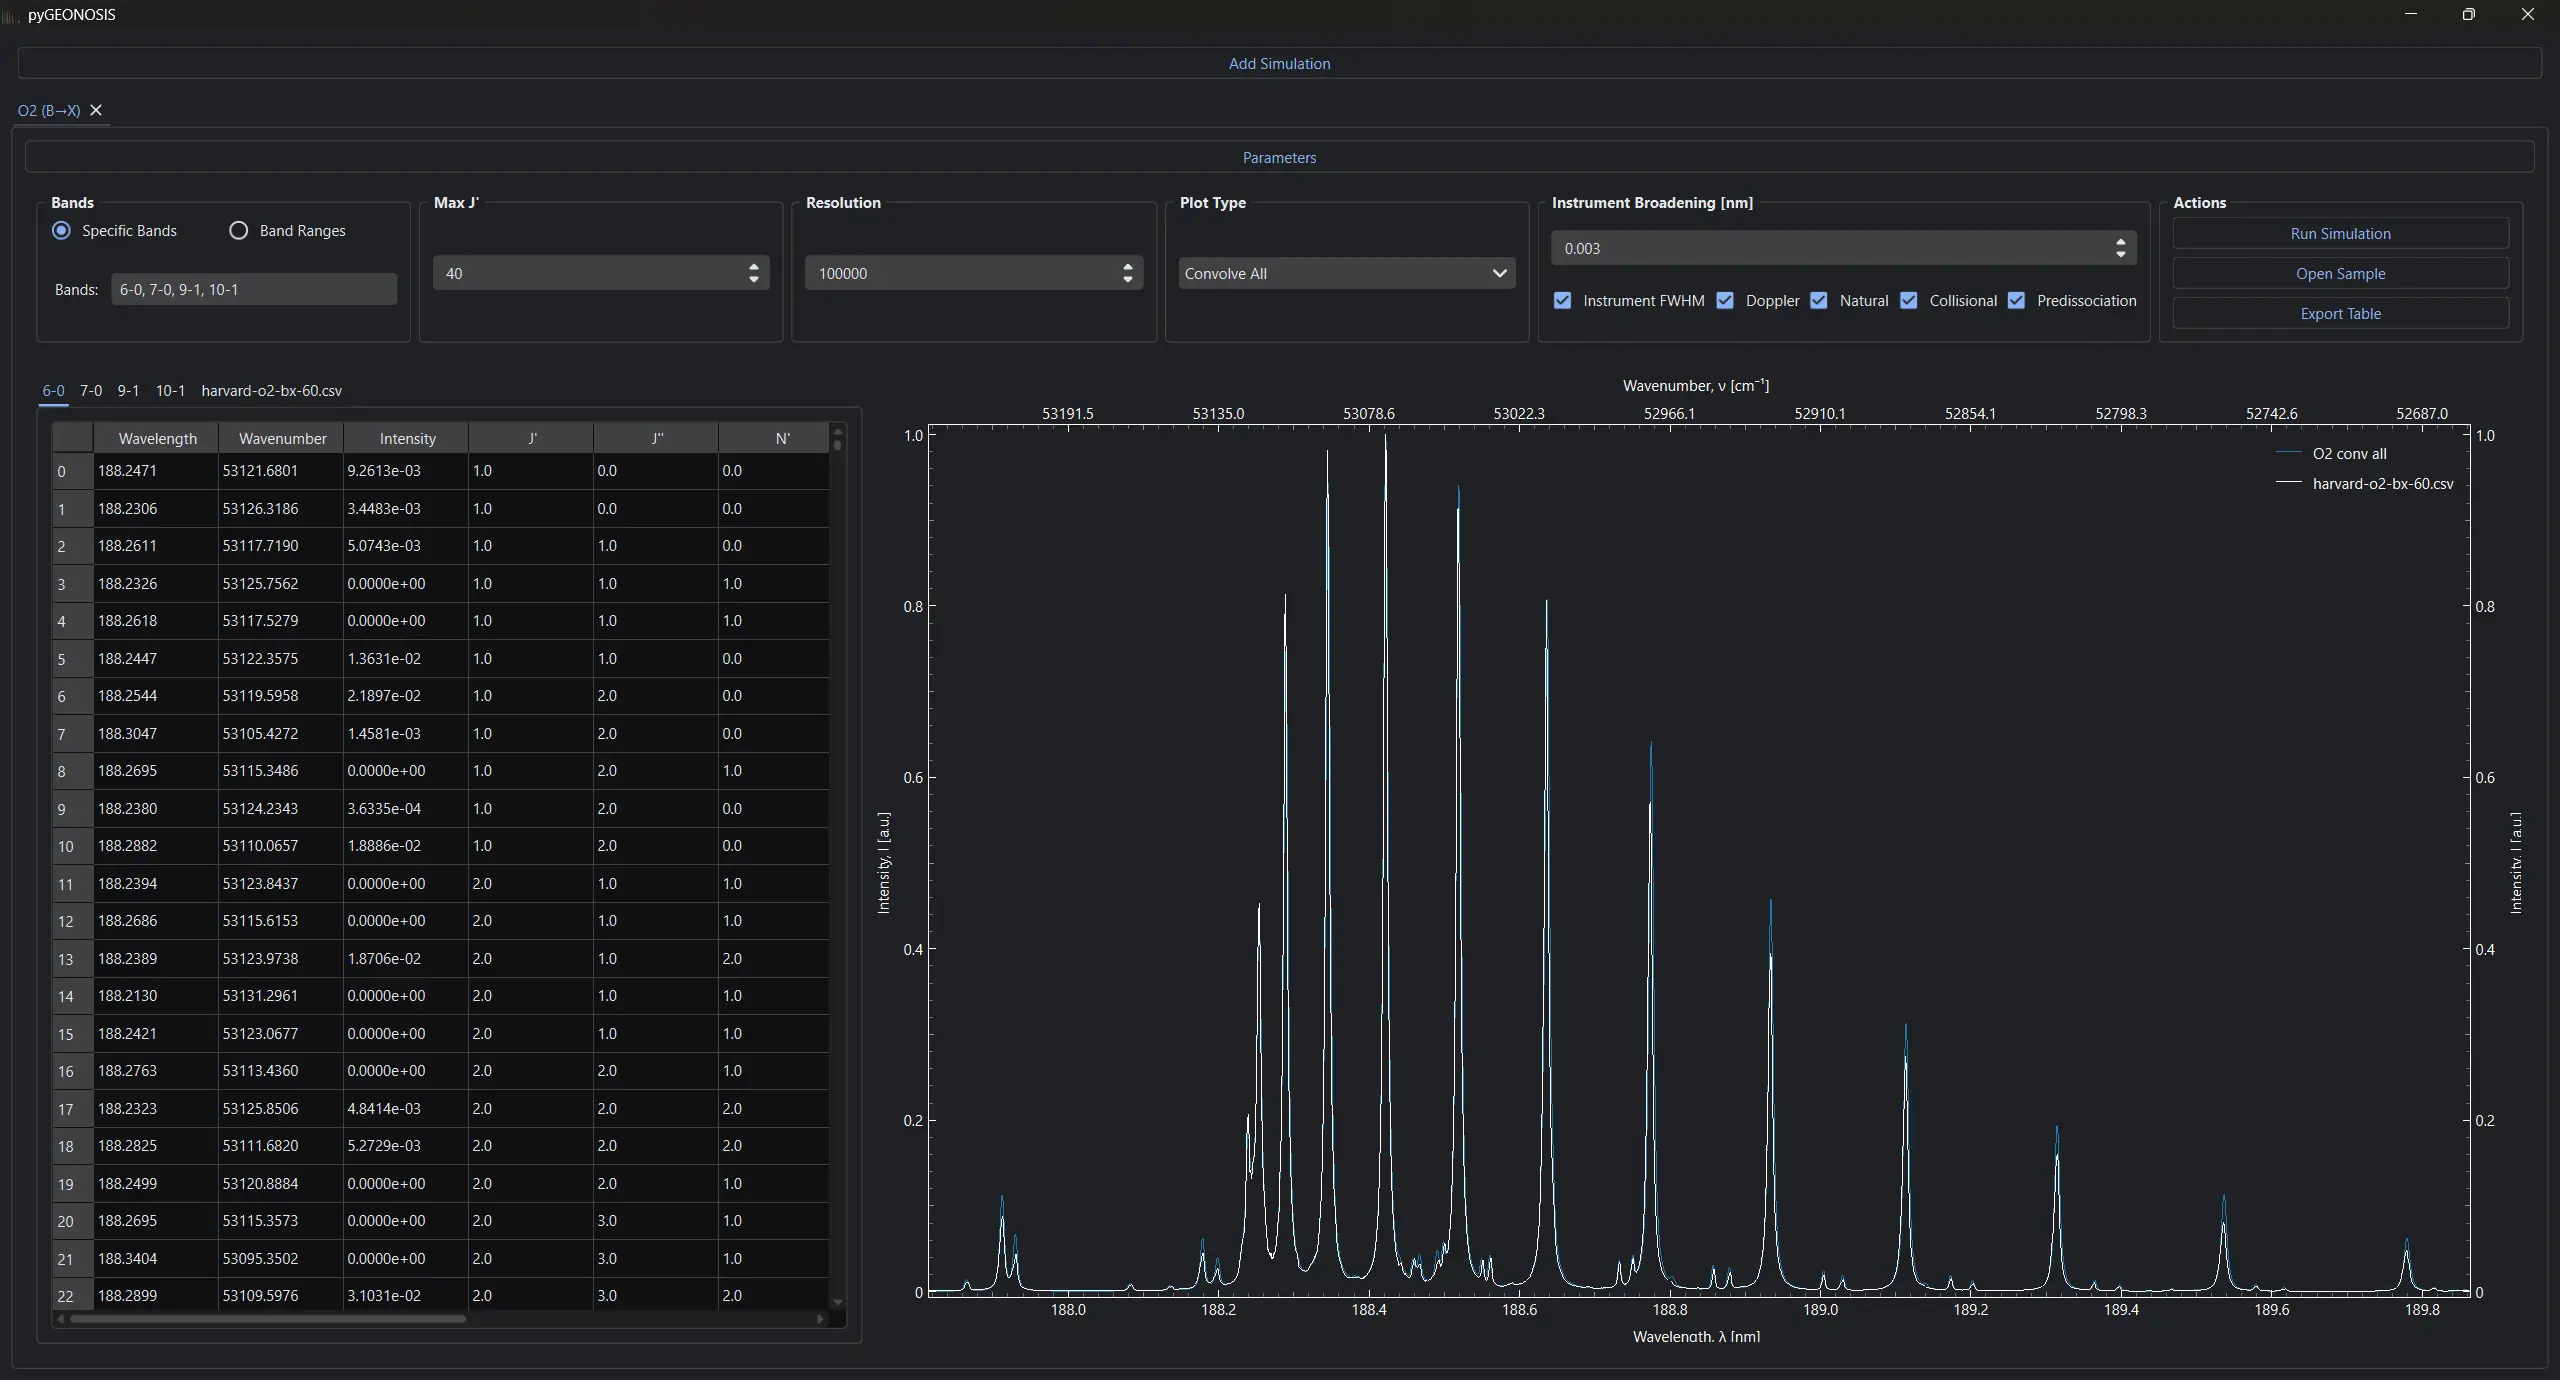 pyGEONOSIS
Add Simulation
O2 (B→X)
Parameters
Bands
Specific Bands
Band Ranges
Bands:
6-0, 7-0, 9-1, 10-1
Max J'
40
Resolution
100000
Plot Type
Convolve All
Instrument Broadening [nm]
0.003
Instrument FWHM
Doppler
Natural
Collisional
Predissociation
Actions
Run Simulation
Open Sample
Export Table
6-0 7-0 9-1 10-1 harvard-o2-bx-60.csv
Wavelength Wavenumber Intensity J' J'' N'
0 188.2471 53121.6801 9.2613e-03 1.0 0.0 0.0
1 188.2306 53126.3186 3.4483e-03 1.0 0.0 0.0
2 188.2611 53117.7190 5.0743e-03 1.0 1.0 0.0
3 188.2326 53125.7562 0.0000e+00 1.0 1.0 1.0
4 188.2618 53117.5279 0.0000e+00 1.0 1.0 1.0
5 188.2447 53122.3575 1.3631e-02 1.0 1.0 0.0
6 188.2544 53119.5958 2.1897e-02 1.0 2.0 0.0
7 188.3047 53105.4272 1.4581e-03 1.0 2.0 0.0
8 188.2695 53115.3486 0.0000e+00 1.0 2.0 1.0
9 188.2380 53124.2343 3.6335e-04 1.0 2.0 0.0
10 188.2882 53110.0657 1.8886e-02 1.0 2.0 0.0
11 188.2394 53123.8437 0.0000e+00 2.0 1.0 1.0
12 188.2686 53115.6153 0.0000e+00 2.0 1.0 1.0
13 188.2389 53123.9738 1.8706e-02 2.0 1.0 2.0
14 188.2130 53131.2961 0.0000e+00 2.0 1.0 1.0
15 188.2421 53123.0677 0.0000e+00 2.0 1.0 1.0
16 188.2763 53113.4360 0.0000e+00 2.0 2.0 1.0
17 188.2323 53125.8506 4.8414e-03 2.0 2.0 2.0
18 188.2825 53111.6820 5.2729e-03 2.0 2.0 2.0
19 188.2499 53120.8884 0.0000e+00 2.0 2.0 1.0
20 188.2695 53115.3573 0.0000e+00 2.0 3.0 1.0
21 188.3404 53095.3502 0.0000e+00 2.0 3.0 1.0
22 188.2899 53109.5976 3.1031e-02 2.0 3.0 2.0
Wavenumber, ν [cm⁻¹]
53191.5 53135.0 53078.6 53022.3 52966.1 52910.1 52854.1 52798.3 52742.6 52687.0
O2 conv all
harvard-o2-bx-60.csv
1.0
0.8
0.6
0.4
0.2
0
Intensity, I [a.u.]
1.0
0.8
0.6
0.4
0.2
0
Intensity, I [a.u.]
188.0 188.2 188.4 188.6 188.8 189.0 189.2 189.4 189.6 189.8
Wavelength, λ [nm]